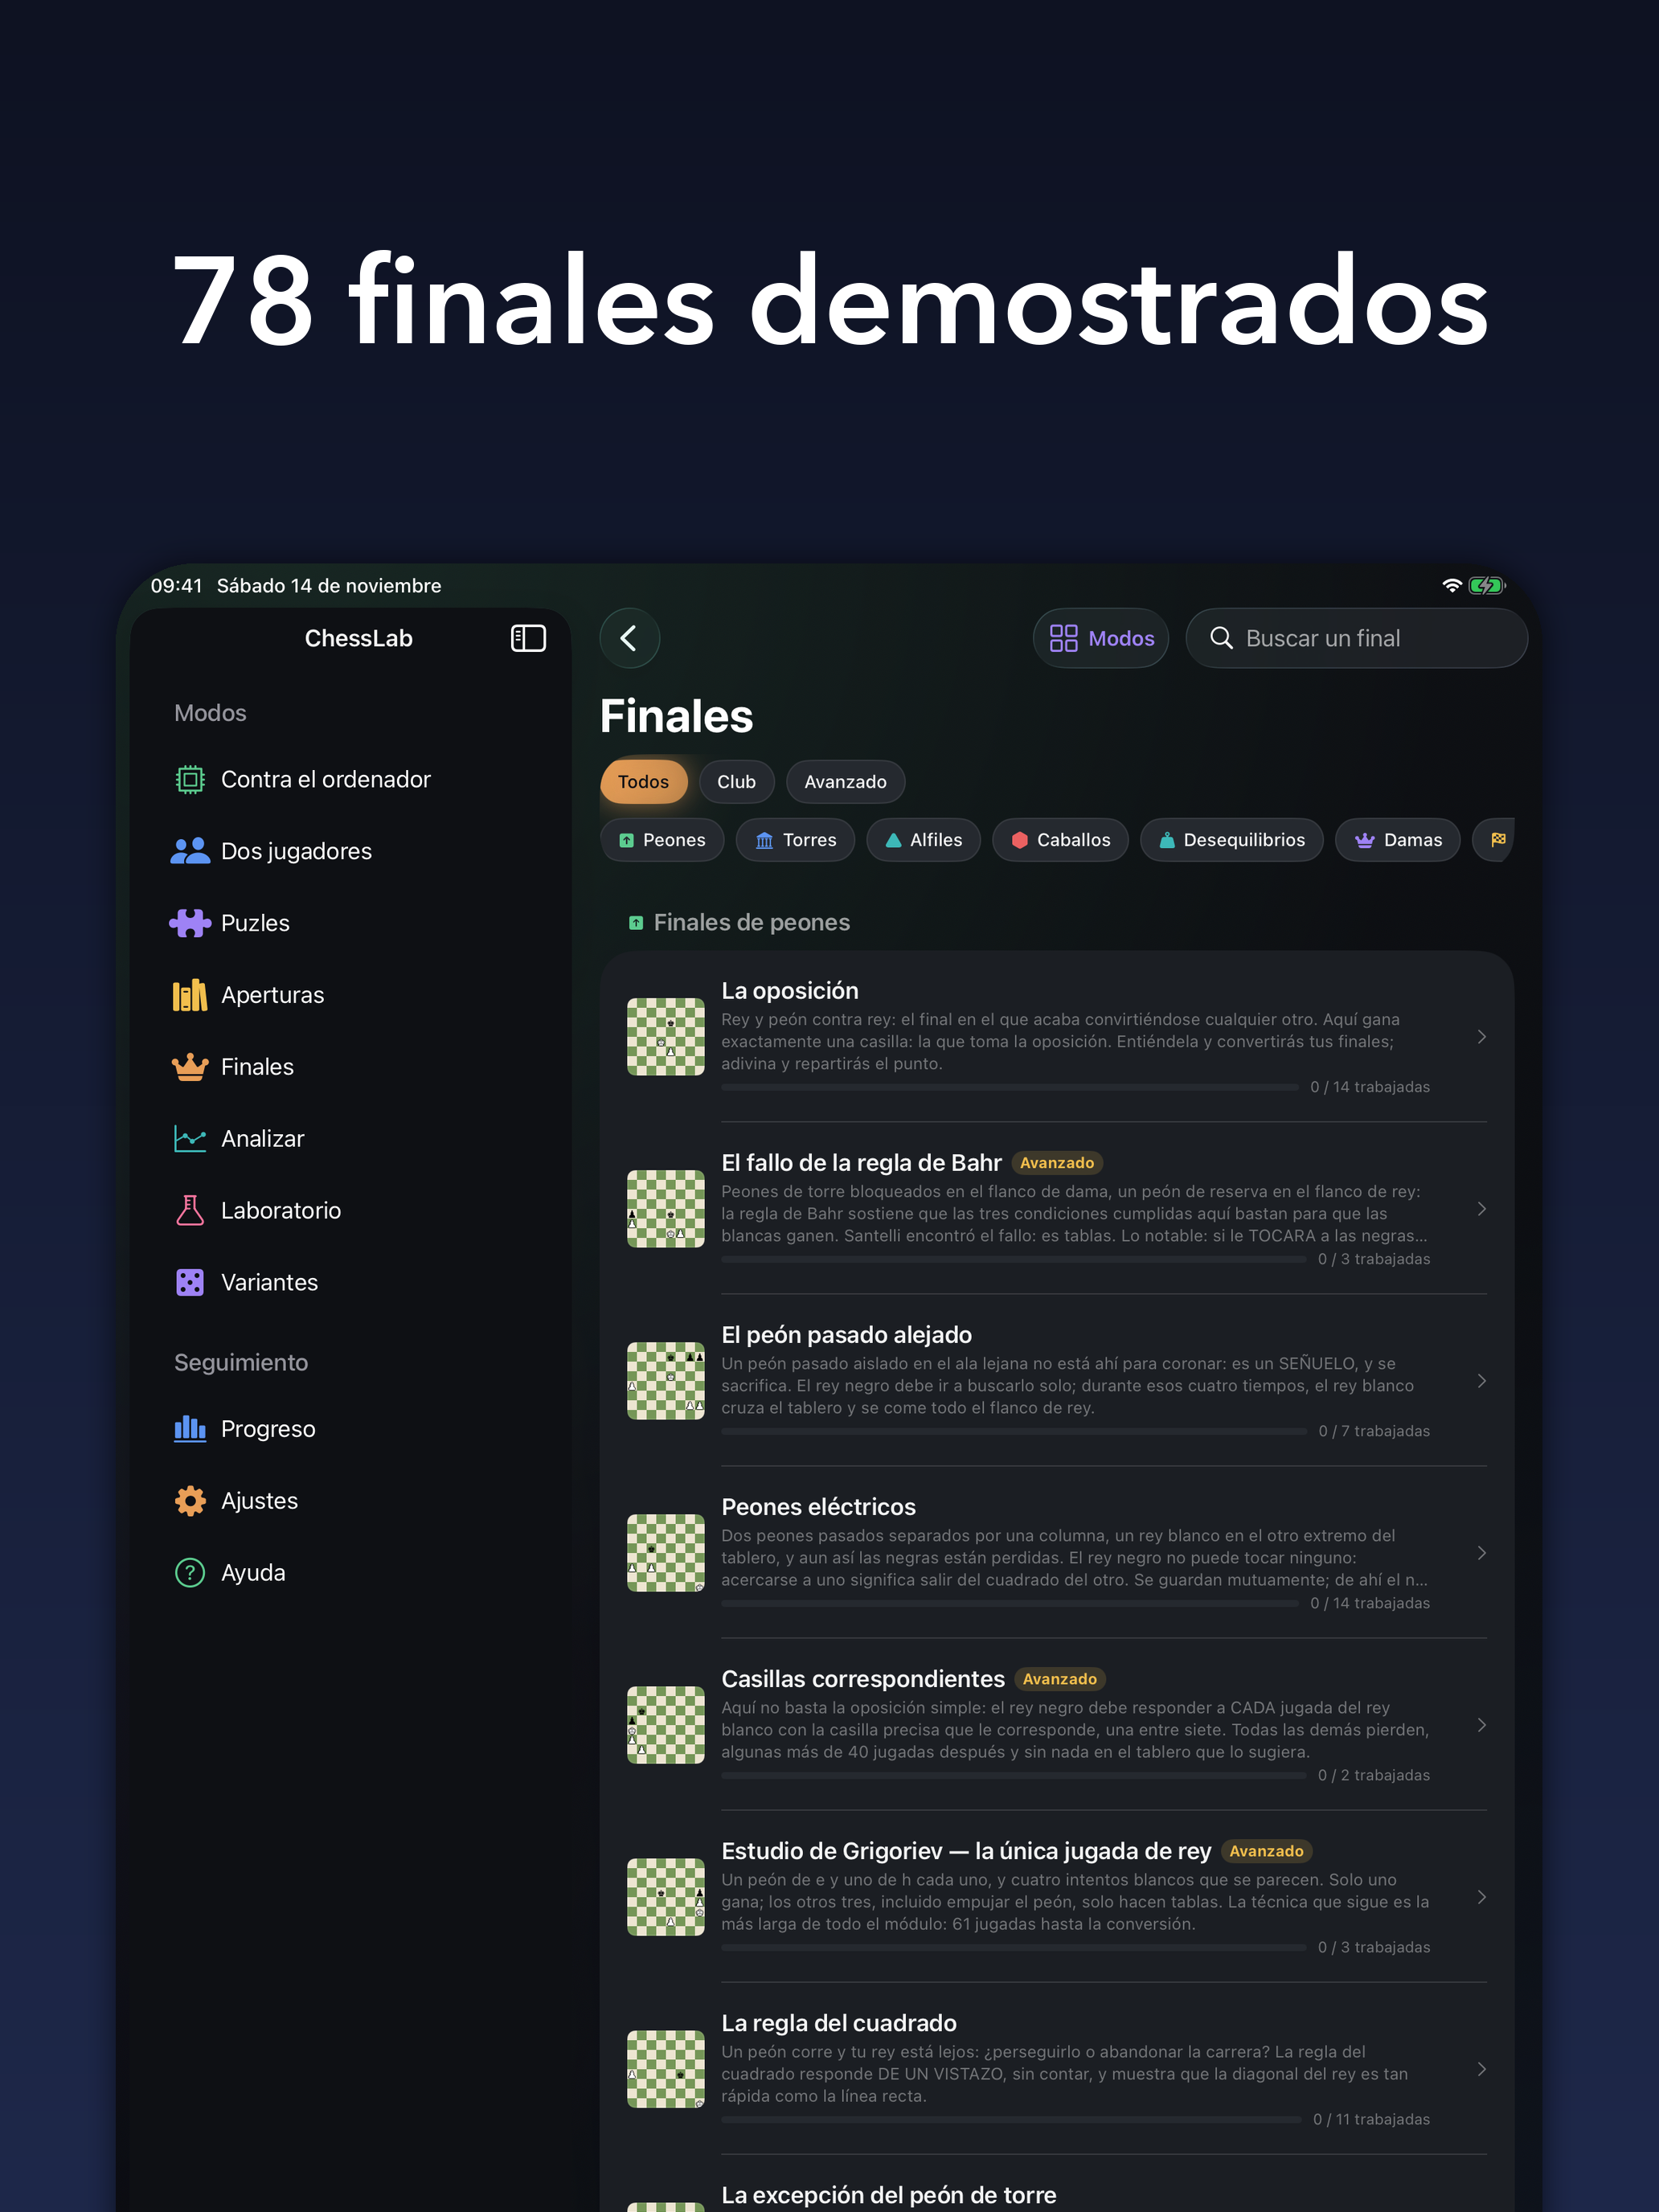 78 finales demostrados
09:41 Sábado 14 de noviembre
ChessLab
Modos
Contra el ordenador
Dos jugadores
Puzles
Aperturas
Finales
Analizar
Laboratorio
Variantes
Seguimiento
Progreso
Ajustes
Ayuda
Modos
Buscar un final
Finales
Todos Club Avanzado
Peones Torres Alfiles Caballos Desequilibrios Damas
Finales de peones
La oposición
Rey y peón contra rey: el final en el que acaba convirtiéndose cualquier otro. Aquí gana
exactamente una casilla: la que toma la oposición. Entiéndela y convertirás tus finales;
adivina y repartirás el punto.
0 / 14 trabajadas
El fallo de la regla de Bahr Avanzado
Peones de torre bloqueados en el flanco de dama, un peón de reserva en el flanco de rey:
la regla de Bahr sostiene que las tres condiciones cumplidas aquí bastan para que las
blancas ganen. Santelli encontró el fallo: es tablas. Lo notable: si le TOCARA a las negras...
0 / 3 trabajadas
El peón pasado alejado
Un peón pasado aislado en el ala lejana no está ahí para coronar: es un SEÑUELO, y se
sacrifica. El rey negro debe ir a buscarlo solo; durante esos cuatro tiempos, el rey blanco
cruza el tablero y se come todo el flanco de rey.
0 / 7 trabajadas
Peones eléctricos
Dos peones pasados separados por una columna, un rey blanco en el otro extremo del
tablero, y aun así las negras están perdidas. El rey negro no puede tocar ninguno:
acercarse a uno significa salir del cuadrado del otro. Se guardan mutuamente; de ahí el n...
0 / 14 trabajadas
Casillas correspondientes Avanzado
Aquí no basta la oposición simple: el rey negro debe responder a CADA jugada del rey
blanco con la casilla precisa que le corresponde, una entre siete. Todas las demás pierden,
algunas más de 40 jugadas después y sin nada en el tablero que lo sugiera.
0 / 2 trabajadas
Estudio de Grigoriev — la única jugada de rey Avanzado
Un peón de e y uno de h cada uno, y cuatro intentos blancos que se parecen. Solo uno
gana; los otros tres, incluido empujar el peón, solo hacen tablas. La técnica que sigue es la
más larga de todo el módulo: 61 jugadas hasta la conversión.
0 / 3 trabajadas
La regla del cuadrado
Un peón corre y tu rey está lejos: ¿perseguirlo o abandonar la carrera? La regla del
cuadrado responde DE UN VISTAZO, sin contar, y muestra que la diagonal del rey es tan
rápida como la línea recta.
0 / 11 trabajadas
La excepción del peón de torre